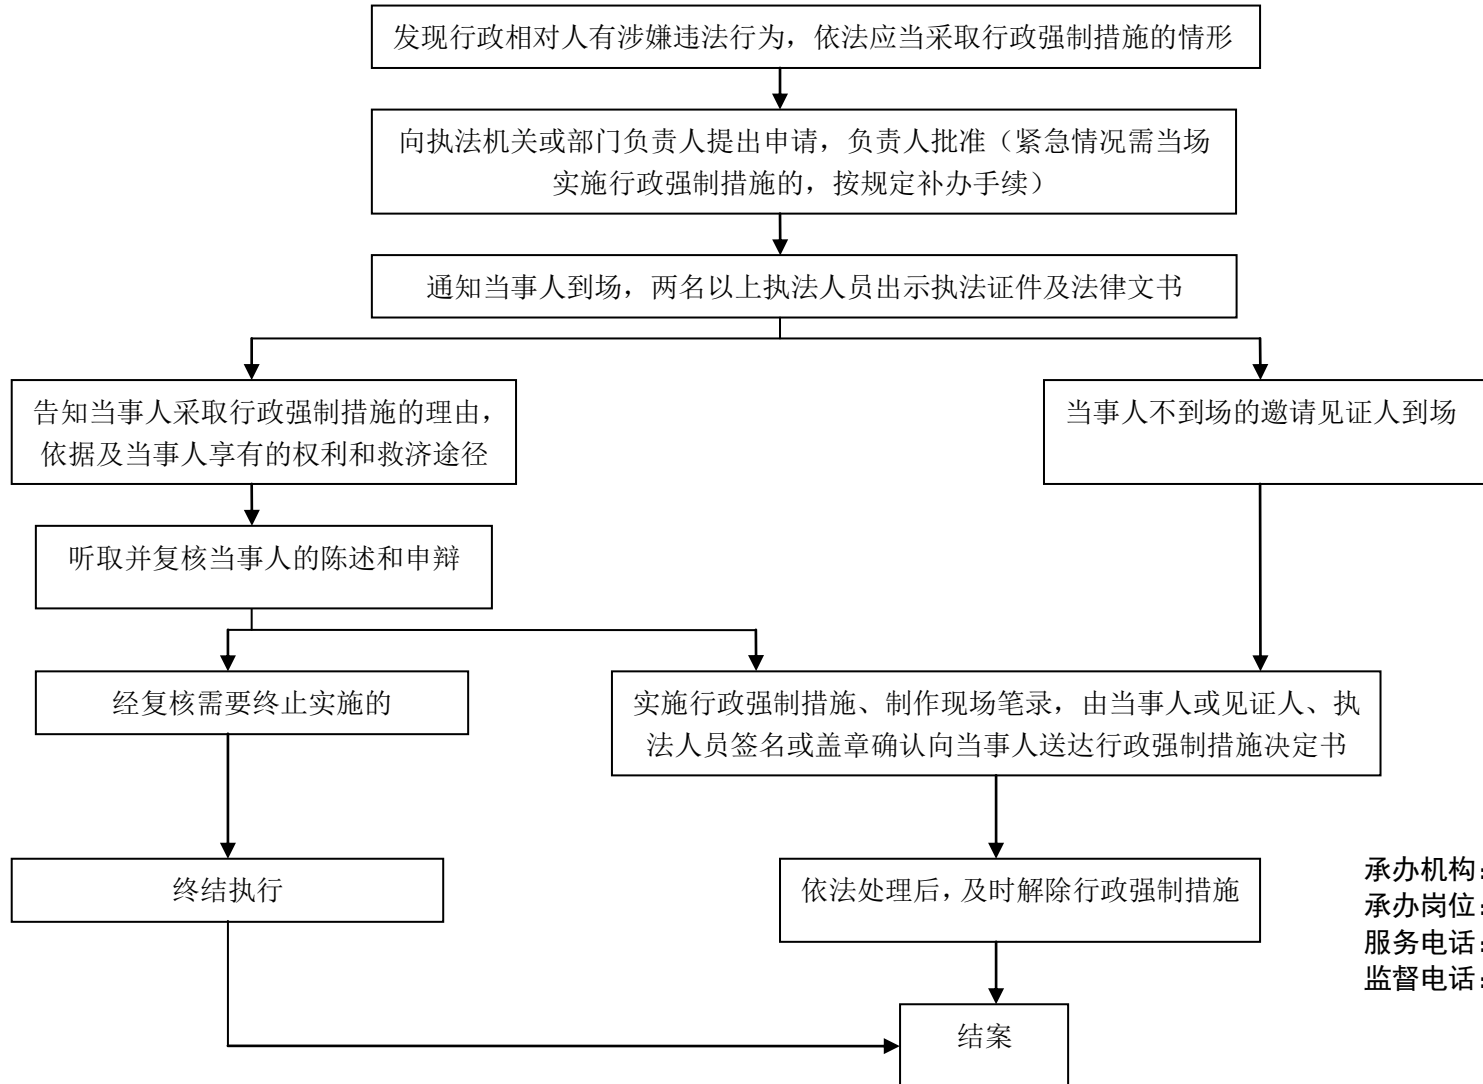 发现行政相对人有涉嫌违法行为，依法应当采取行政强制措施的情形
向执法机关或部门负责人提出申请，负责人批准（紧急情况需当场
实施行政强制措施的，按规定补办手续）
通知当事人到场，两名以上执法人员出示执法证件及法律文书
告知当事人采取行政强制措施的理由，
依据及当事人享有的权利和救济途径
当事人不到场的邀请见证人到场
听取并复核当事人的陈述和申辩
经复核需要终止实施的
实施行政强制措施、制作现场笔录，由当事人或见证人、执
法人员签名或盖章确认向当事人送达行政强制措施决定书
终结执行
依法处理后，及时解除行政强制措施
承办机构：
承办岗位：
服务电话：
监督电话：
结案